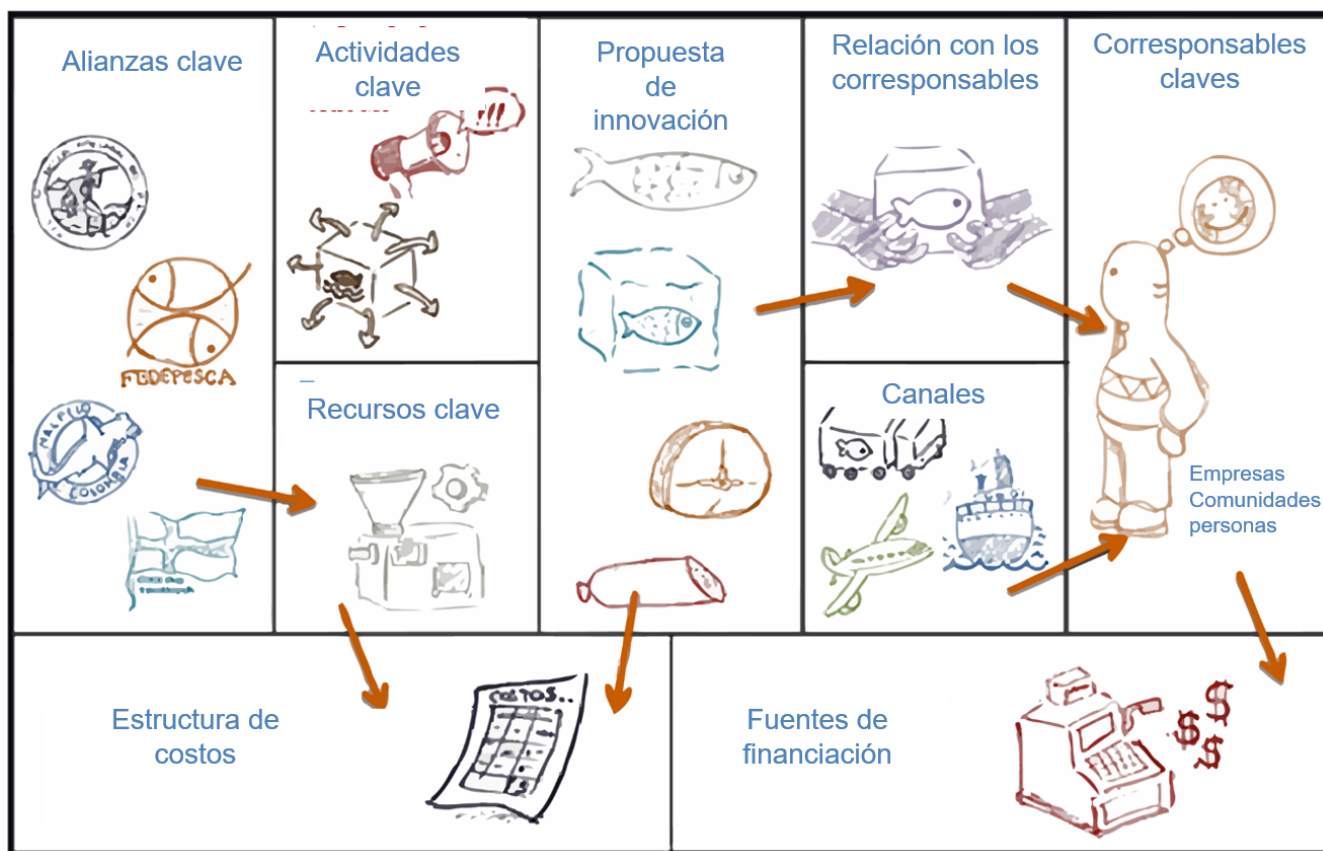 Alianzas clave
Actividades
clave
Propuesta
de
innovación
Relación con los
corresponsables
Corresponsables
claves
FEDEPESCA
MALPELO
COLOMBIA
Recursos clave
Canales
Empresas
Comunidades
personas
Estructura de
costos
COSTOS..
$
Fuentes de
financiación
$
$
$